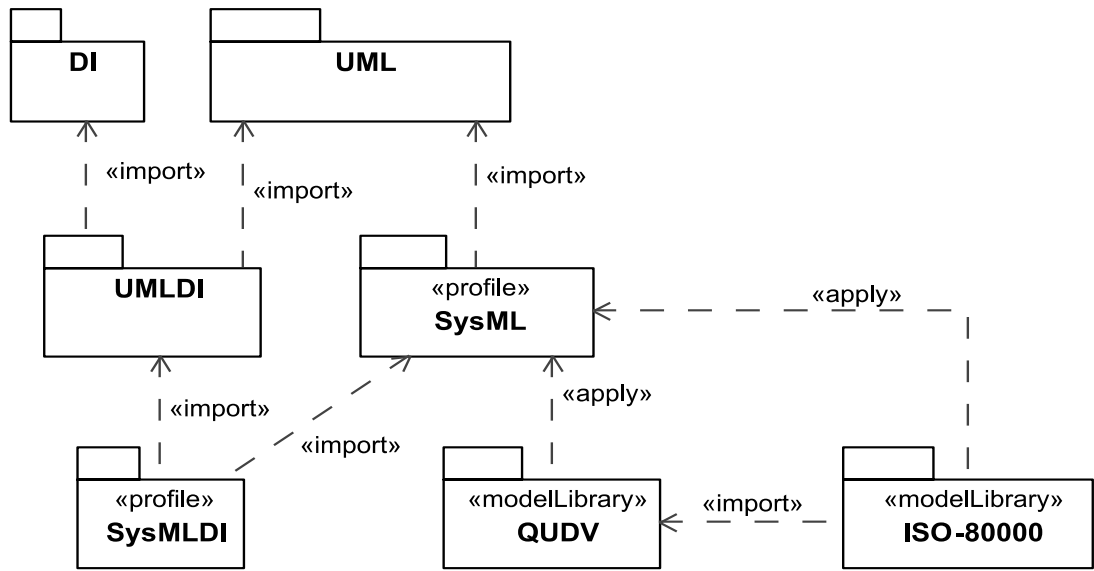 DI
UML
«import»
«import»
«import»
UMLDI
«profile»
SysML
«apply»
«import»
«apply»
«import»
«profile»
SysMLDI
«modelLibrary»
QUDV
«import»
«modelLibrary»
ISO-80000